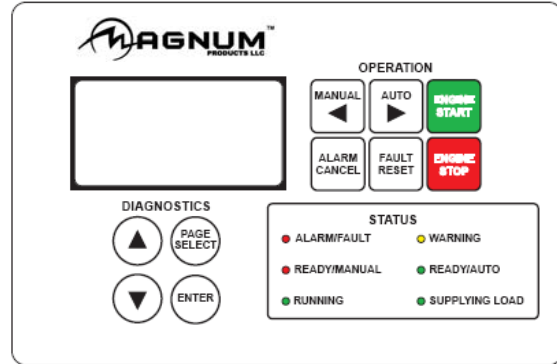 MAGNUM™
PRODUCTS LLC
OPERATION
MANUAL
AUTO
ENGINE
START
ALARM
CANCEL
FAULT
RESET
ENGINE
STOP
DIAGNOSTICS
PAGE
SELECT
ENTER
STATUS
ALARM/FAULT
WARNING
READY/MANUAL
READY/AUTO
RUNNING
SUPPLYING LOAD